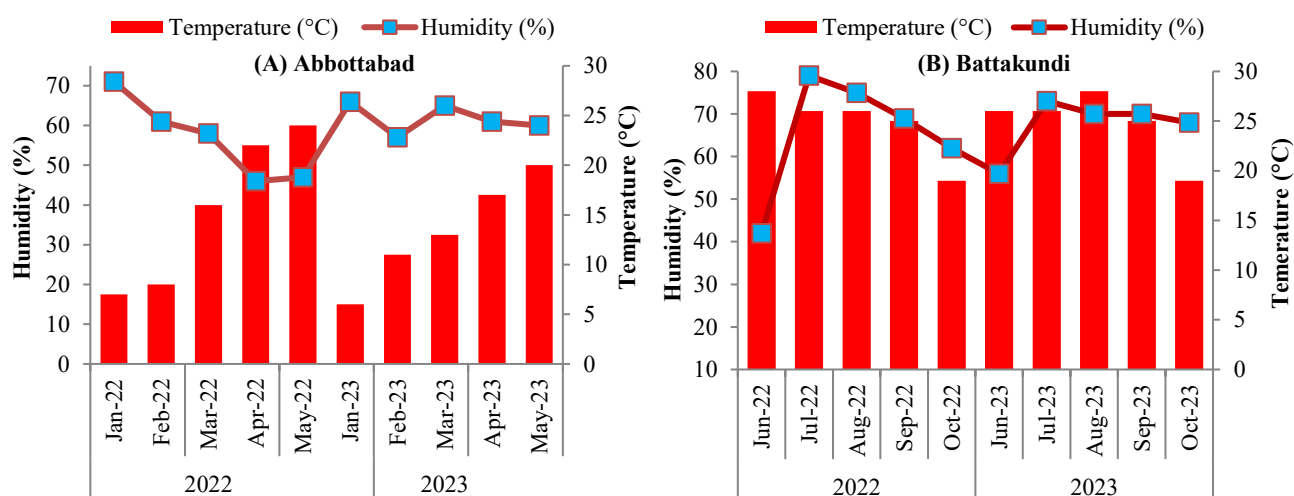 Temperature (°C) Humidity (%)
(A) Abbottabad
Humidity (%)
70
60
50
40
30
20
10
0
30
25
20
15
10
5
0
Temperature (°C)
Jan-22
Feb-22
Mar-22
Apr-22
May-22
Jan-23
Feb-23
Mar-23
Apr-23
May-23
2022
2023
Temperature (°C) Humidity (%)
(B) Battakundi
Humidity (%)
80
70
60
50
40
30
20
10
30
25
20
15
10
5
0
Temerature (°C)
Jun-22
Jul-22
Aug-22
Sep-22
Oct-22
Jun-23
Jul-23
Aug-23
Sep-23
Oct-23
2022
2023